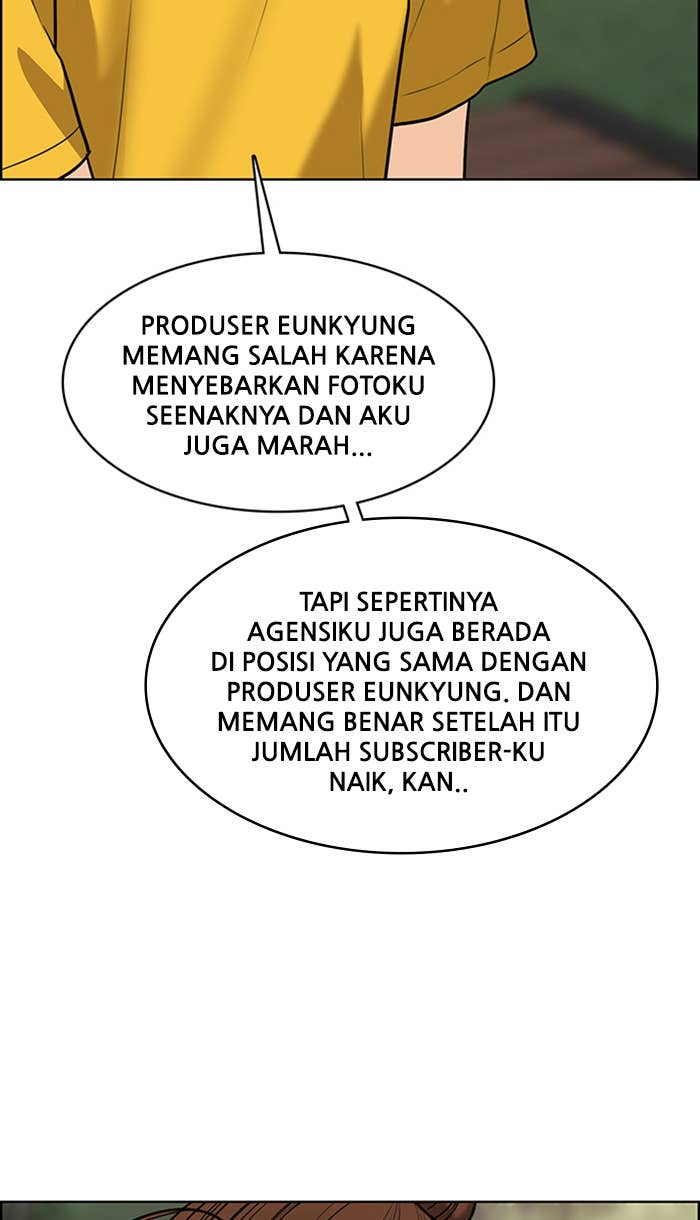 PRODUSER EUNKYUNG
MEMANG SALAH KARENA
MENYEBARKAN FOTOKU
SEENAKNYA DAN AKU
JUGA MARAH...
TAPI SEPERTINYA
AGENSIKU JUGA BERADA
DI POSISI YANG SAMA DENGAN
PRODUSER EUNKYUNG. DAN
MEMANG BENAR SETELAH ITU
JUMLAH SUBSCRIBER-KU
NAIK, KAN..